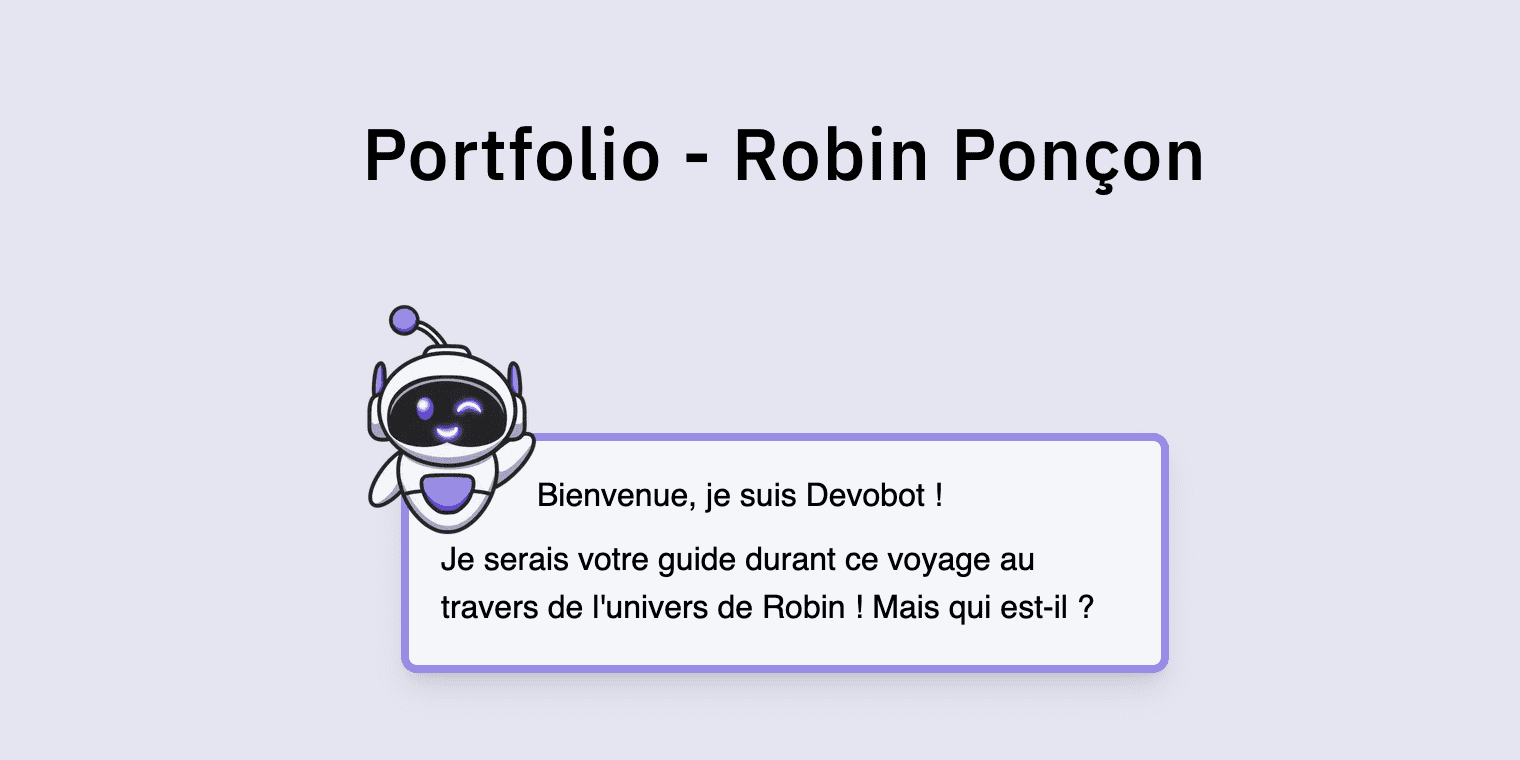 Portfolio - Robin Ponçon
Bienvenue, je suis Devobot !
Je serais votre guide durant ce voyage au
travers de l'univers de Robin ! Mais qui est-il ?